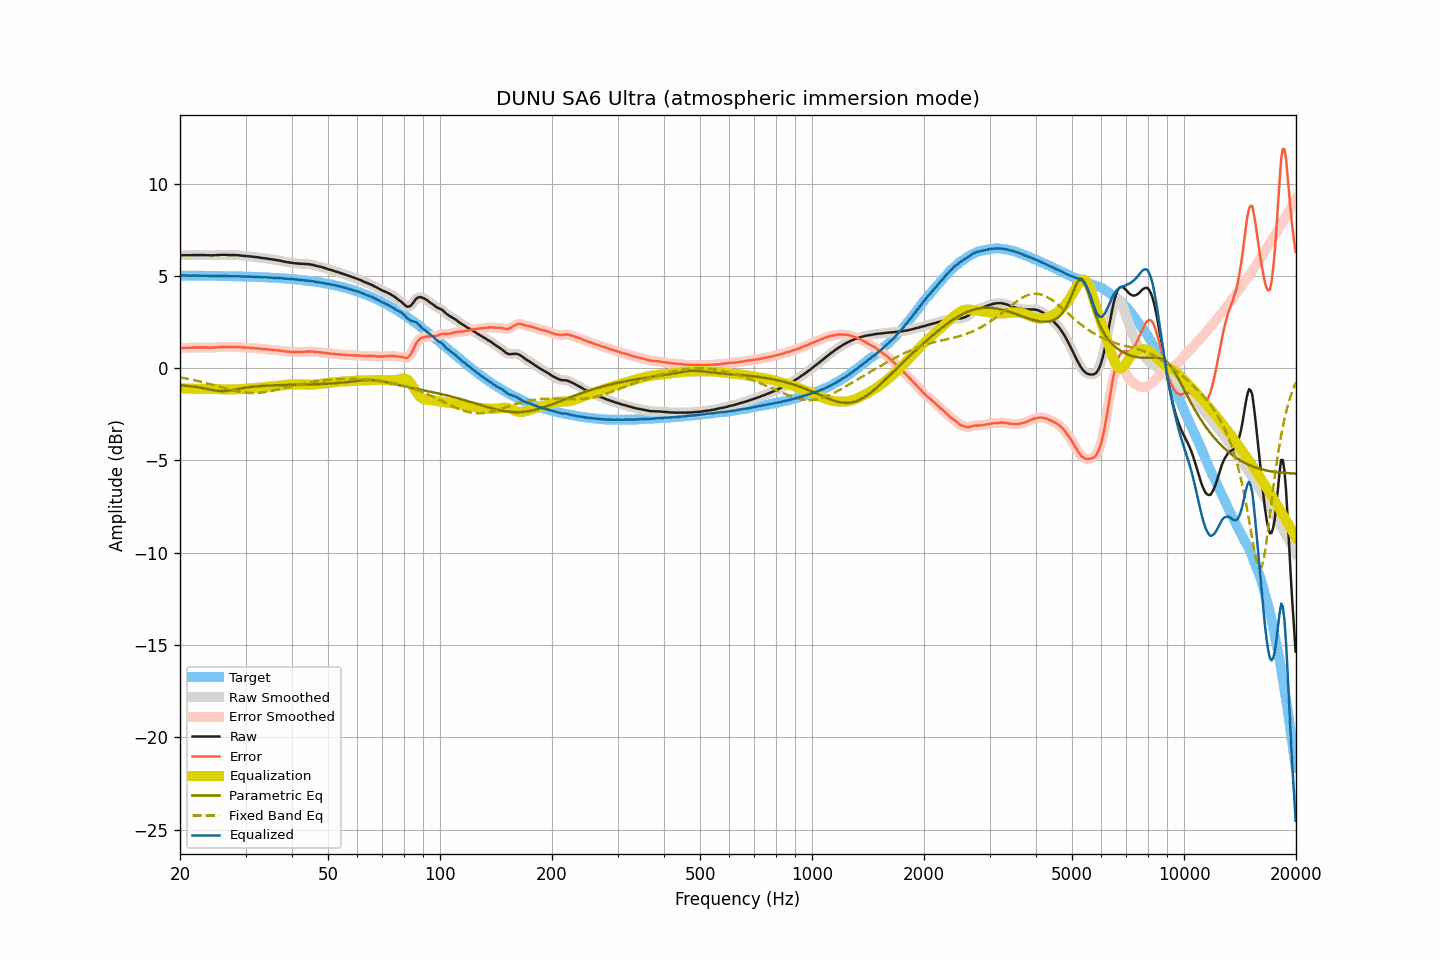 DUNU SA6 Ultra (atmospheric immersion mode)
Amplitude (dBr)
10
5
0
−5
−10
−15
−20
−25
Target
Raw Smoothed
Error Smoothed
Raw
Error
Equalization
Parametric Eq
Fixed Band Eq
Equalized
20 50 100 200 500 1000 2000 5000 10000 20000
Frequency (Hz)